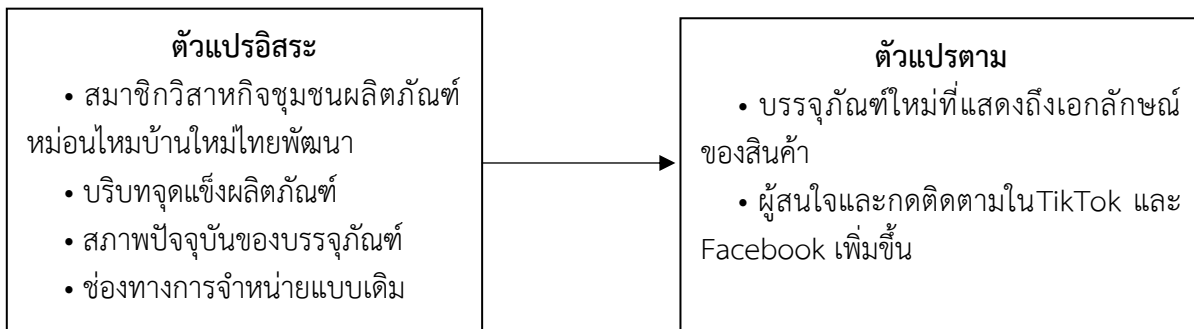 ตัวแปรอิสระ
• สมาชิกวิสาหกิจชุมชนผลิตภัณฑ์
หม่อนไหมบ้านใหม่ไทยพัฒนา
• บริบทจุดแข็งผลิตภัณฑ์
• สภาพปัจจุบันของบรรจุภัณฑ์
• ช่องทางการจำหน่ายแบบเดิม
ตัวแปรตาม
• บรรจุภัณฑ์ใหม่ที่แสดงถึงเอกลักษณ์
ของสินค้า
• ผู้สนใจและกดติดตามในTikTok และ
Facebook เพิ่มขึ้น